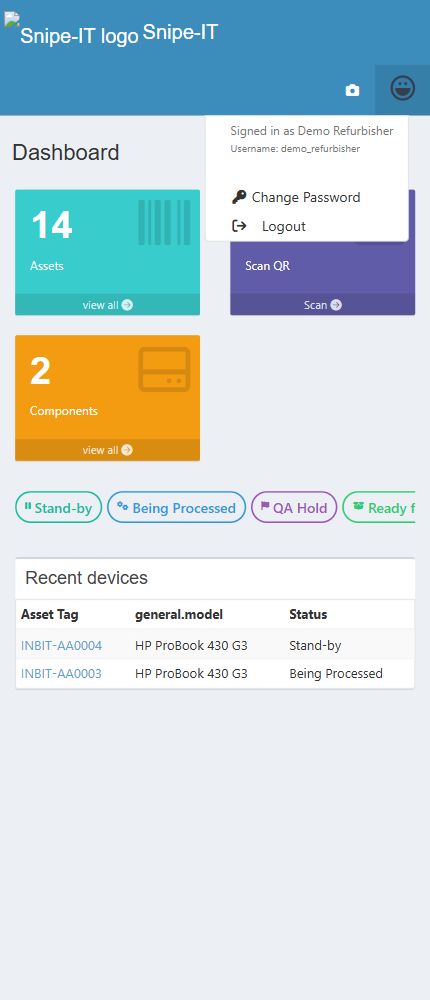 Snipe-IT logo Snipe-IT
Signed in as Demo Refurbisher
Username: demo_refurbisher
Change Password
Logout
Dashboard
14
Assets
view all
Scan QR
Scan
2
Components
view all
Stand-by
Being Processed
QA Hold
Ready f
Recent devices
Asset Tag general.model Status
INBIT-AA0004 HP ProBook 430 G3 Stand-by
INBIT-AA0003 HP ProBook 430 G3 Being Processed